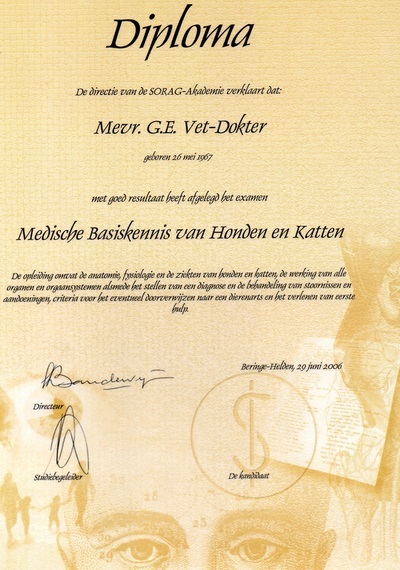 Diploma
De directie van de SORAG-Akademie verklaart dat:
Mevr. G.E. Vet-Dokter
geboren 26 mei 1967
met goed resultaat heeft afgelegd het examen
Medische Basiskennis van Honden en Katten
De opleiding omvat de anatomie, fysiologie en de ziekten van honden en katten, de werking van alle
organen en orgaansystemen alsmede het stellen van een diagnose en de behandeling van stoornissen en
aandoeningen, criteria voor het eventueel doorverwijzen naar een dierenarts en het verlenen van eerste
hulp.
Beringe-Helden, 29 juni 2006
Directeur
Studiebegeleider
De kandidaat